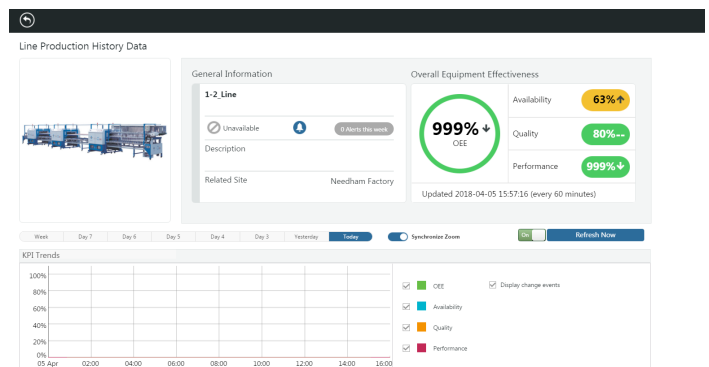 Line Production History Data
General Information
1-2_Line
Unavailable
0 Alerts this week
Description
Related Site
Needham Factory
Overall Equipment Effectiveness
999%
OEE
Availability
63%
Quality
80%--
Performance
999%
Updated 2018-04-05 15:57:16 (every 60 minutes)
Week Day 7 Day 6 Day 5 Day 4 Day 3 Yesterday Today
Synchronize Zoom
On
Refresh Now
KPI Trends
100%
80%
60%
40%
20%
0%
05 Apr 02:00 04:00 06:00 08:00 10:00 12:00 14:00 16:00
OEE
Display change events
Availability
Quality
Performance